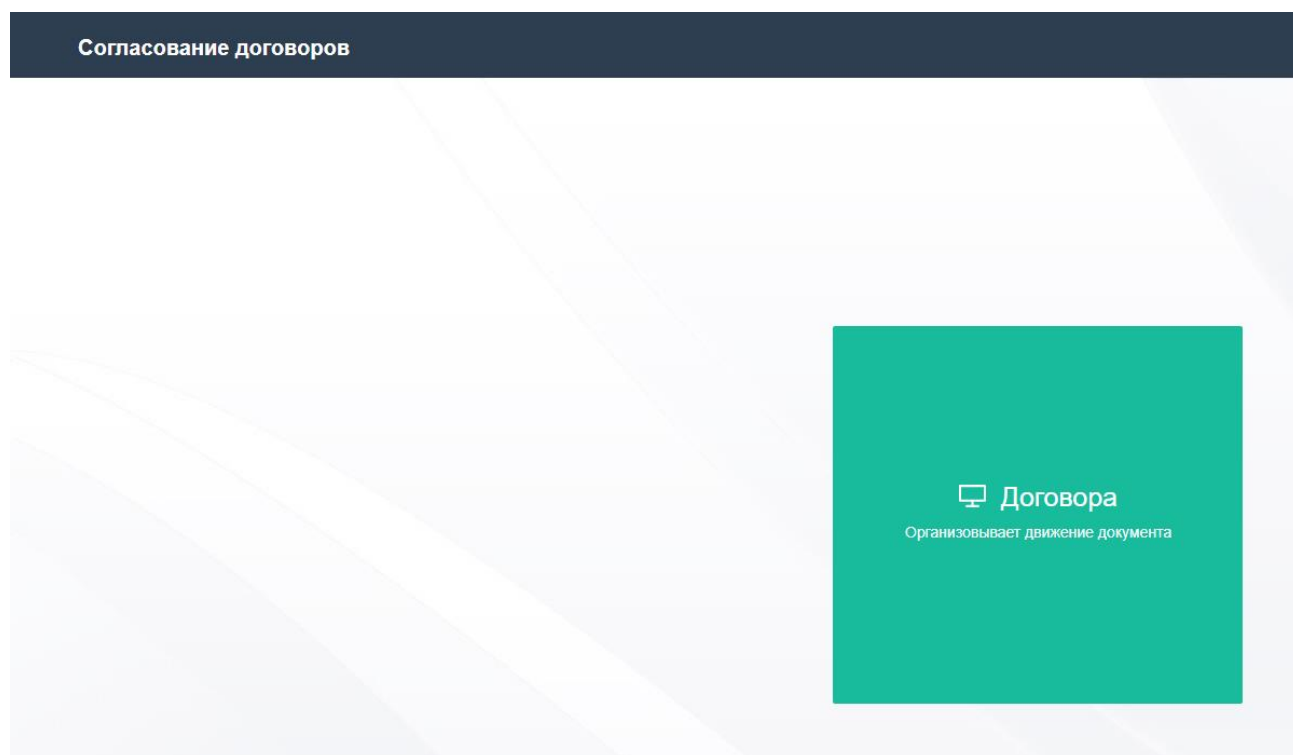 Согласование договоров
Договора
Организовывает движение документа